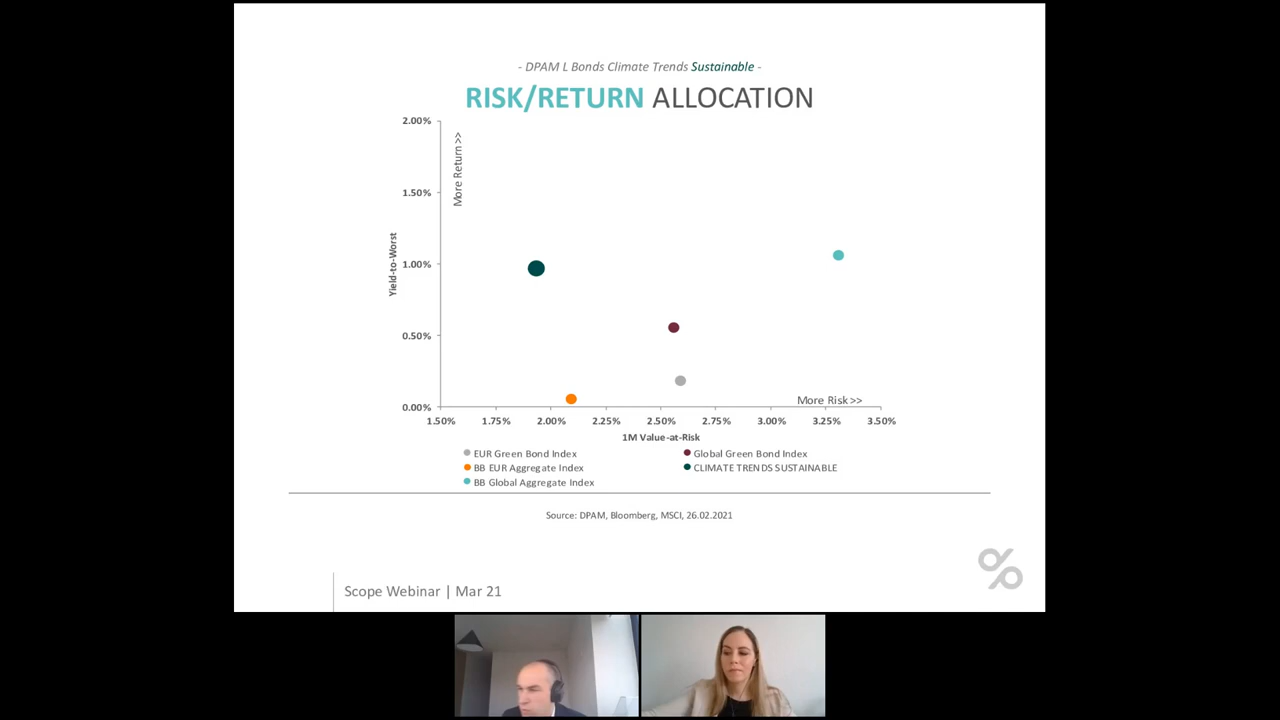 - DPAM L Bonds Climate Trends Sustainable -
RISK/RETURN ALLOCATION
2.00%
1.50%
1.00%
0.50%
0.00%
Yield-to-Worst
More Return >>
More Risk >>
1.50% 1.75% 2.00% 2.25% 2.50% 2.75% 3.00% 3.25% 3.50%
1M Value-at-Risk
EUR Green Bond Index Global Green Bond Index
BB EUR Aggregate Index CLIMATE TRENDS SUSTAINABLE
BB Global Aggregate Index
Source: DPAM, Bloomberg, MSCI, 26.02.2021
Scope Webinar | Mar 21